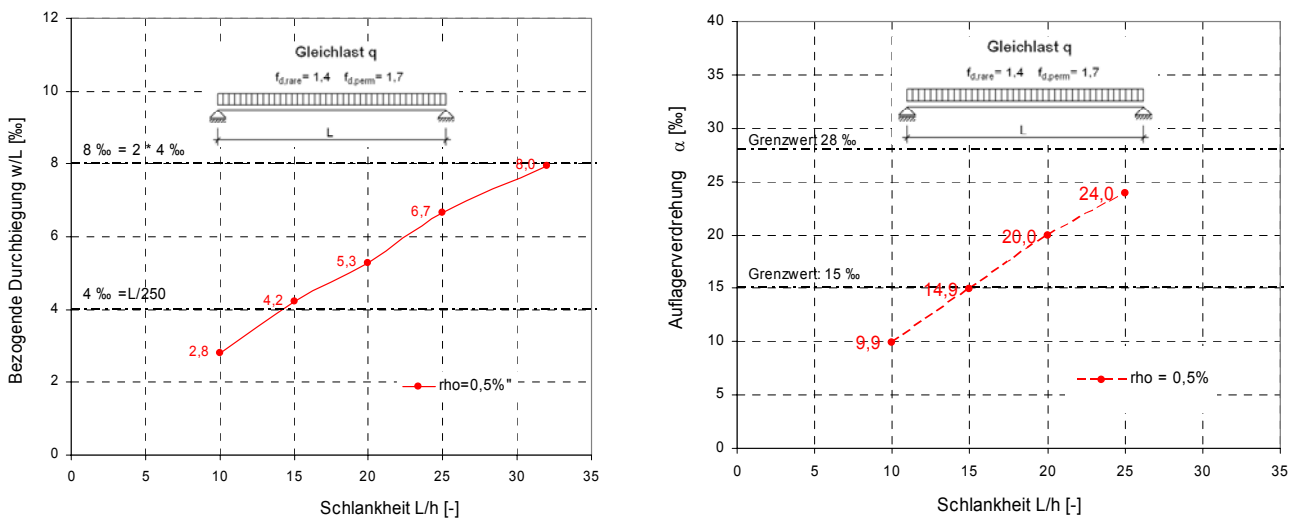 12
10
8
6
4
2
0
0 5 10 15 20 25 30 35
Bezogende Durchbiegung w/L [‰]
Schlankheit L/h [-]
Gleichlast q
fd,rare= 1,4 fd,perm= 1,7
L
8 ‰ = 2 * 4 ‰
4 ‰ =L/250
2,8
4,2
5,3
6,7
8,0
rho=0,5%"
40
35
30
25
20
15
10
5
0
0 5 10 15 20 25 30 35
Auflagerverdrehung α [‰]
Schlankheit L/h [-]
Gleichlast q
fd,rare= 1,4 fd,perm= 1,7
L
Grenzwert 28 ‰
Grenzwert: 15 ‰
9,9
14,9
20,0
24,0
rho = 0,5%